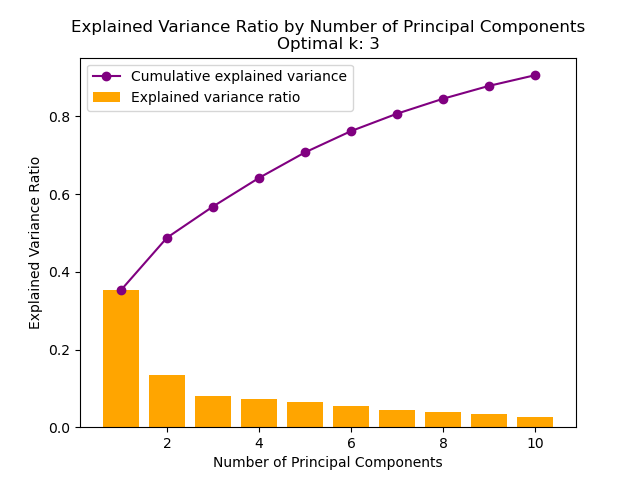 Explained Variance Ratio by Number of Principal Components
Optimal k: 3
Cumulative explained variance
Explained variance ratio
Explained Variance Ratio
0.8
0.6
0.4
0.2
0.0
2
4
6
8
10
Number of Principal Components